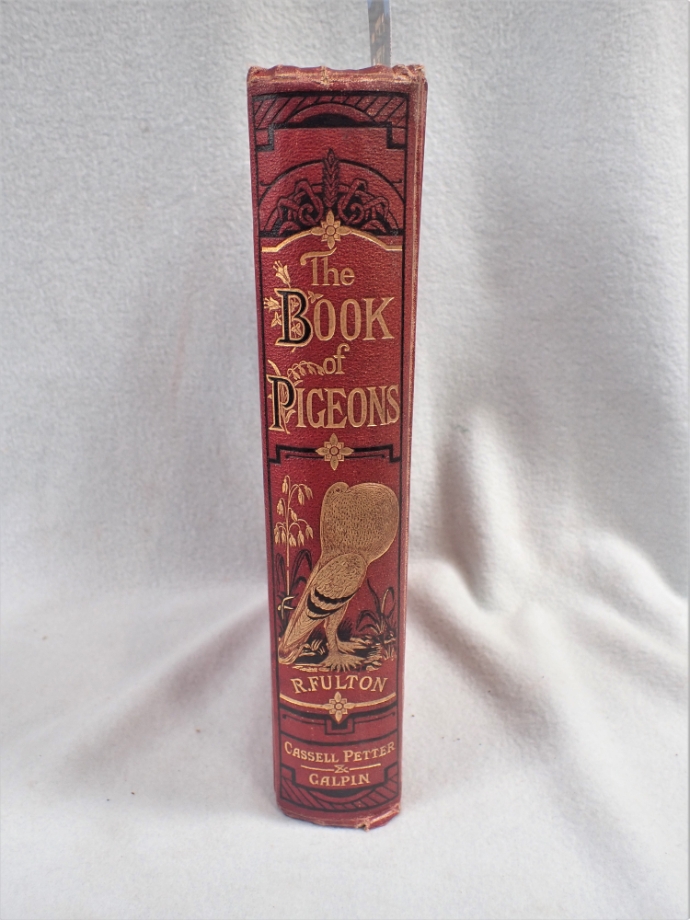 The
BOOK
of
PIGEONS
R. FULTON
CASSELL PETTER
&
GALPIN